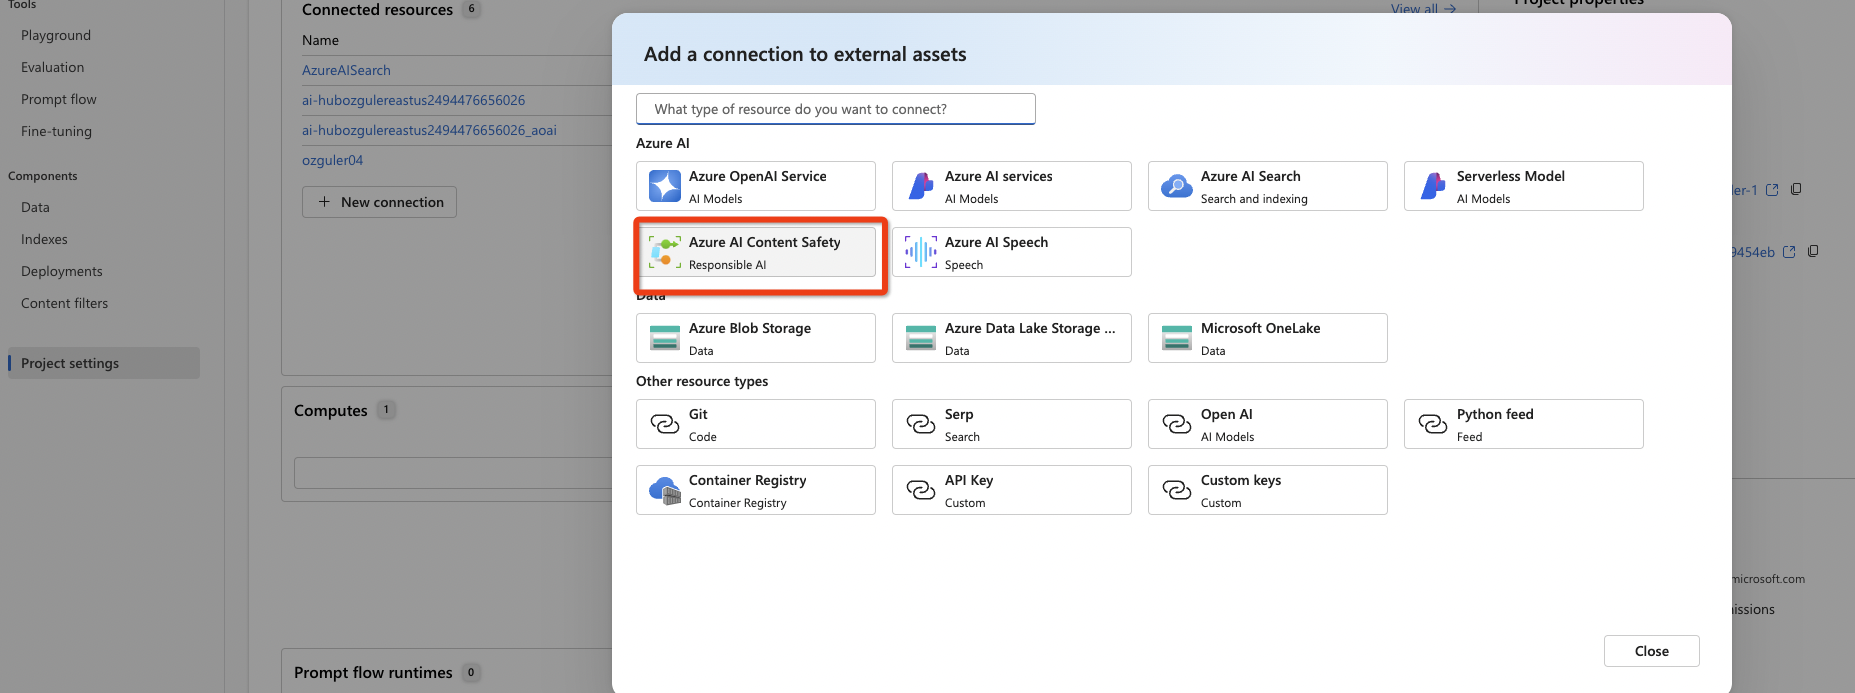 Tools
Playground
Evaluation
Prompt flow
Fine-tuning
Components
Data
Indexes
Deployments
Content filters
Project settings
Connected resources 6
View all →
Name
AzureAISearch
ai-hubozgulereastus2494476656026
ai-hubozgulereastus2494476656026_aoai
ozguler04
+ New connection
Computes 1
Prompt flow runtimes 0
Project properties
Add a connection to external assets
What type of resource do you want to connect?
Azure AI
Azure OpenAI Service
AI Models
Azure AI services
AI Models
Azure AI Search
Search and indexing
Serverless Model
AI Models
Azure AI Content Safety
Responsible AI
Azure AI Speech
Speech
Data
Azure Blob Storage
Data
Azure Data Lake Storage ...
Data
Microsoft OneLake
Data
Other resource types
Git
Code
Serp
Search
Open AI
AI Models
Python feed
Feed
Container Registry
Container Registry
API Key
Custom
Custom keys
Custom
Close
ler-1
9454eb
microsoft.com
issions